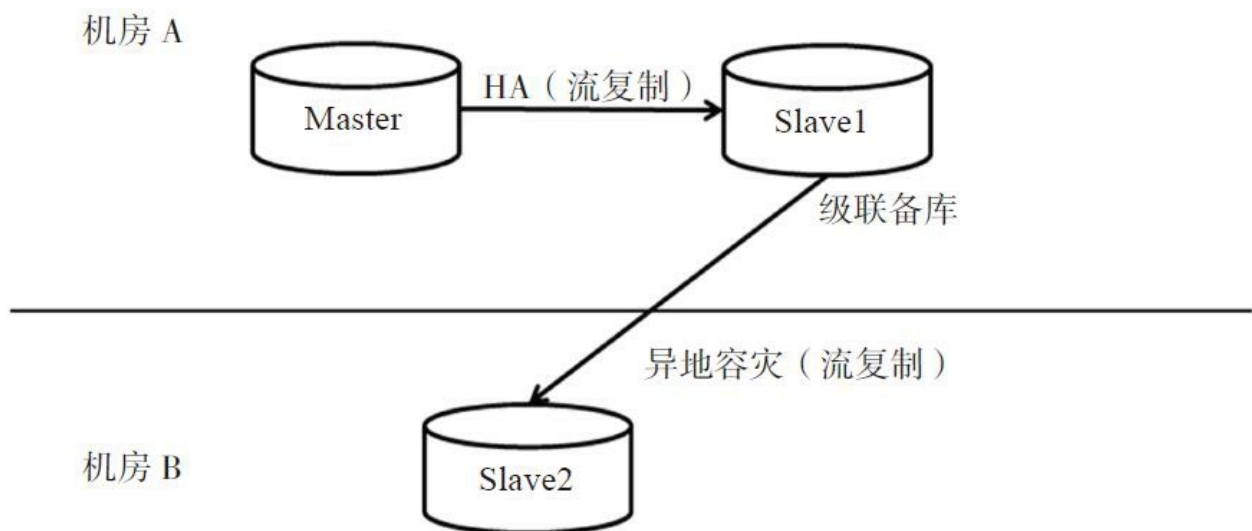 机房 A
HA（流复制）
Master
Slave1
级联备库
异地容灾（流复制）
机房 B
Slave2